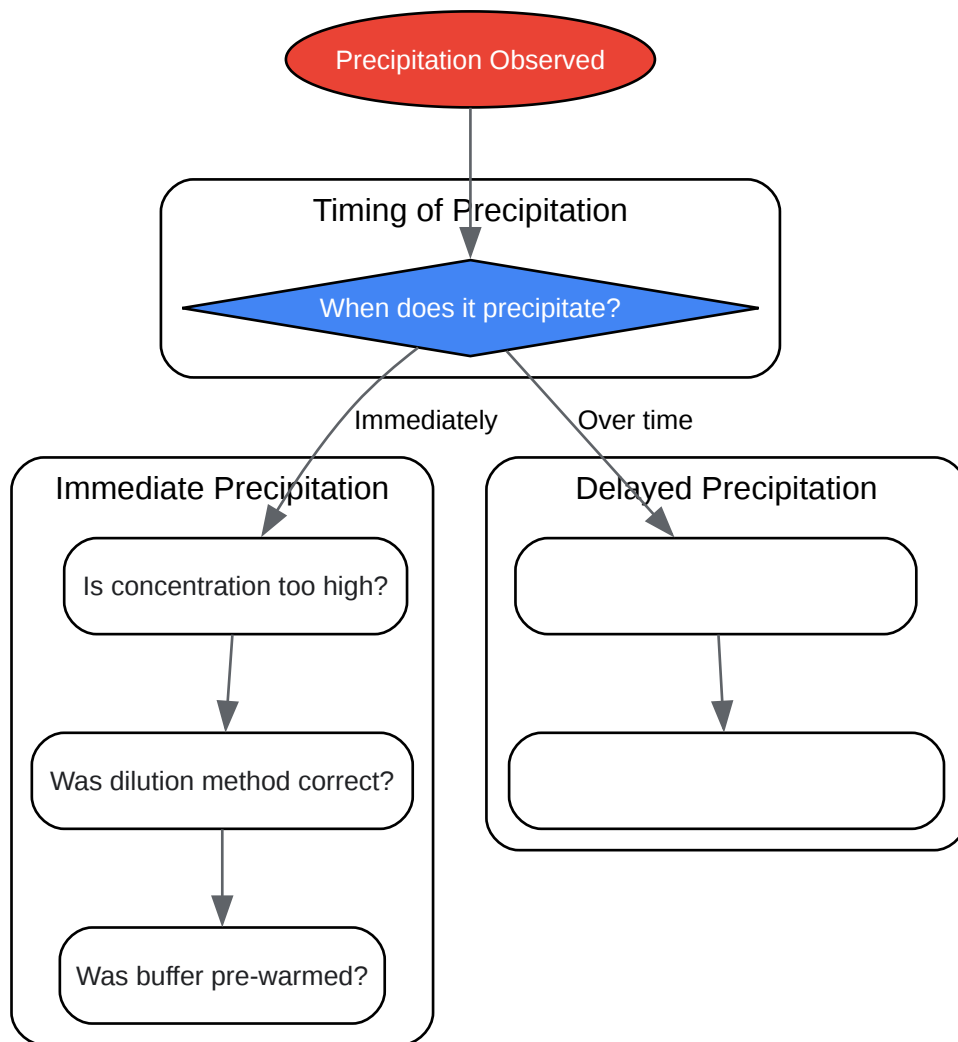 Precipitation Observed
Timing of Precipitation
When does it precipitate?
Immediately
Over time
Immediate Precipitation
Delayed Precipitation
Is concentration too high?
Was dilution method correct?
Was buffer pre-warmed?